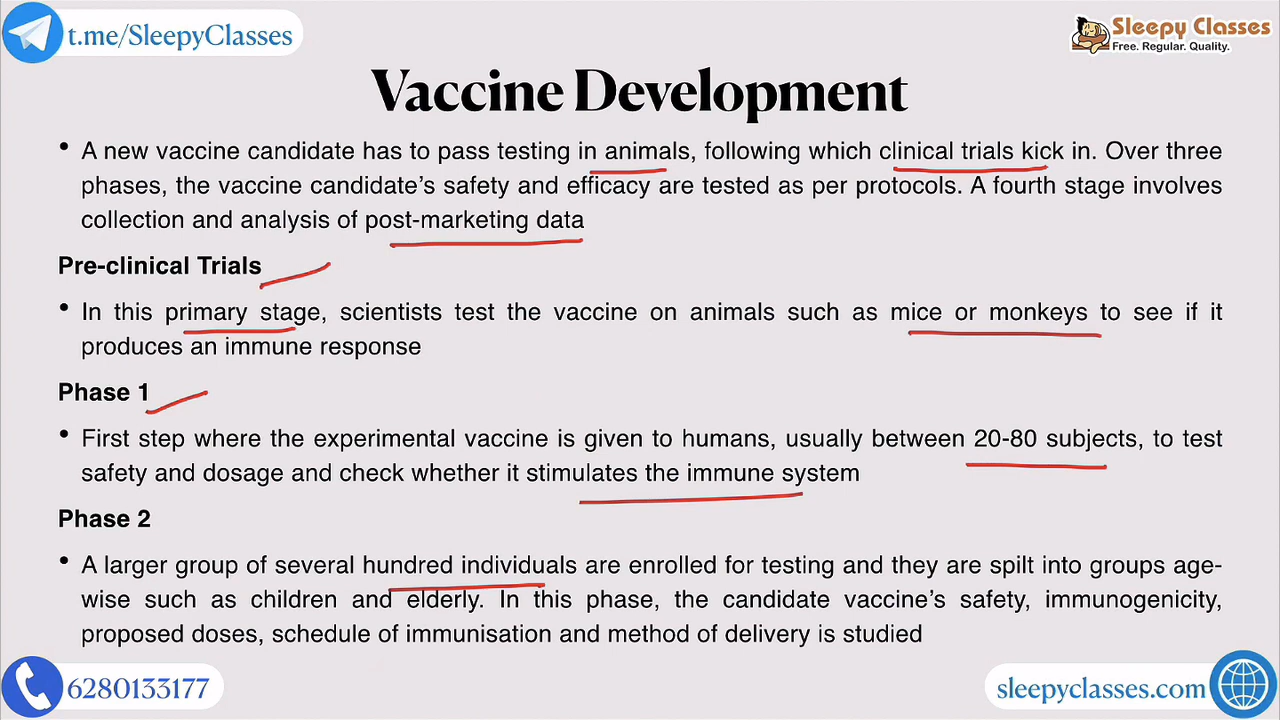 t.me/SleepyClasses
Sleepy Classes
Free. Regular. Quality.
Vaccine Development
• A new vaccine candidate has to pass testing in animals, following which clinical trials kick in. Over three
phases, the vaccine candidate's safety and efficacy are tested as per protocols. A fourth stage involves
collection and analysis of post-marketing data
Pre-clinical Trials
• In this primary stage, scientists test the vaccine on animals such as mice or monkeys to see if it
produces an immune response
Phase 1
• First step where the experimental vaccine is given to humans, usually between 20-80 subjects, to test
safety and dosage and check whether it stimulates the immune system
Phase 2
• A larger group of several hundred individuals are enrolled for testing and they are spilt into groups age-
wise such as children and elderly. In this phase, the candidate vaccine's safety, immunogenicity,
proposed doses, schedule of immunisation and method of delivery is studied
6280133177
sleepyclasses.com